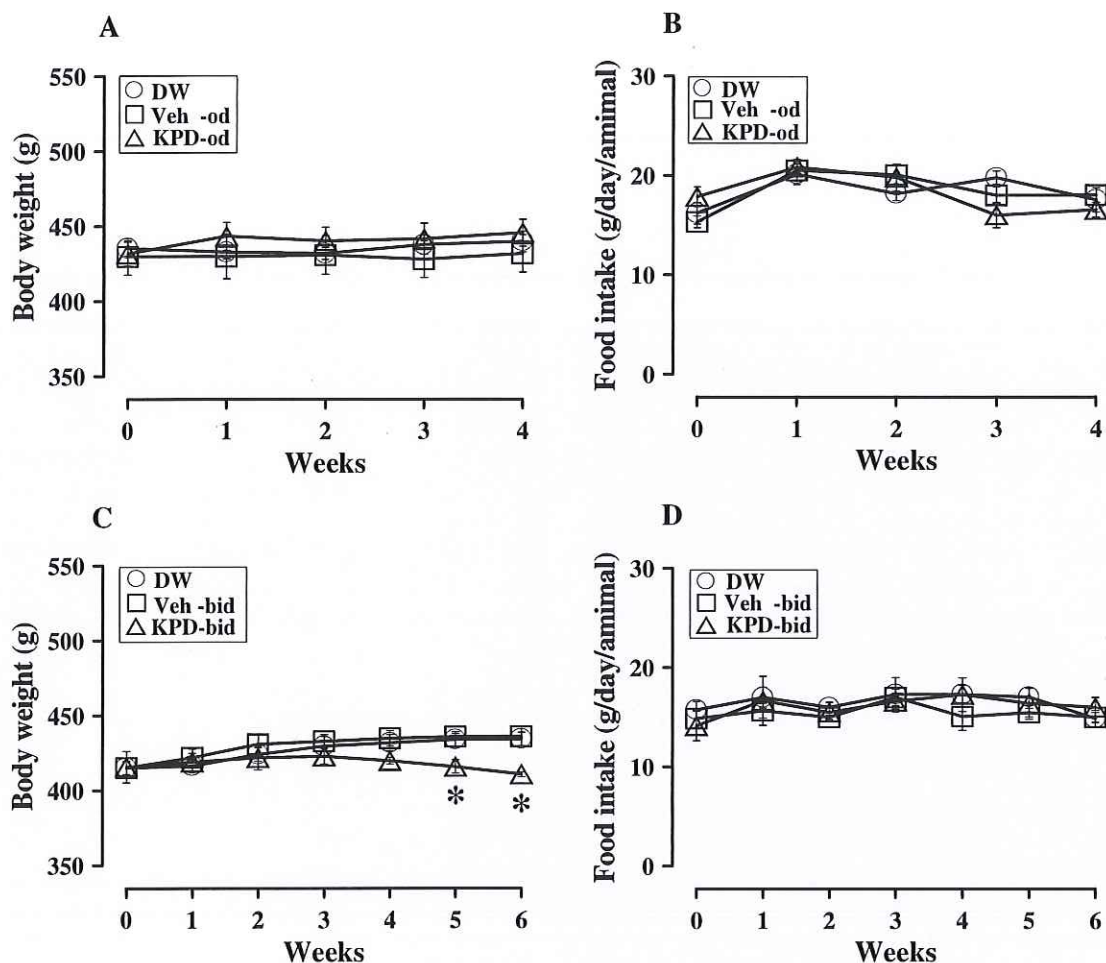 A
550
500
450
400
350
Body weight (g)
DW
Veh -od
KPD-od
0 1 2 3 4
Weeks
B
30
20
10
0
Food intake (g/day/amimal)
DW
Veh -od
KPD-od
0 1 2 3 4
Weeks
C
550
500
450
400
350
Body weight (g)
DW
Veh -bid
KPD-bid
* *
0 1 2 3 4 5 6
Weeks
D
30
20
10
0
Food intake (g/day/amimal)
DW
Veh -bid
KPD-bid
0 1 2 3 4 5 6
Weeks